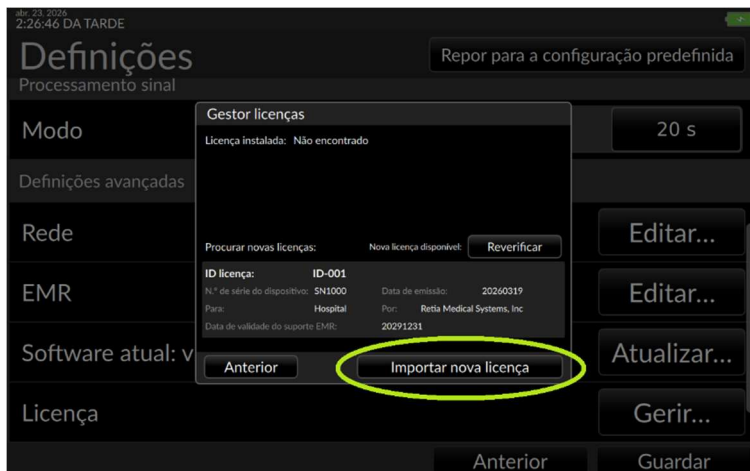 abr. 23, 2026
2:26:46 DA TARDE
Definições
Repor para a configuração predefinida
Processamento sinal
Modo
20 s
Definições avançadas
Rede
Editar...
EMR
Editar...
Software atual: v
Atualizar...
Licença
Gerir...
Anterior
Guardar
Gestor licenças
Licença instalada: Não encontrado
Procurar novas licenças: Nova licença disponível: Reverificar
ID licença: ID-001
N.º de série do dispositivo: SN1000 Data de emissão: 20260319
Para: Hospital Por: Retia Medical Systems, Inc
Data de validade do suporte EMR: 20291231
Anterior
Importar nova licença